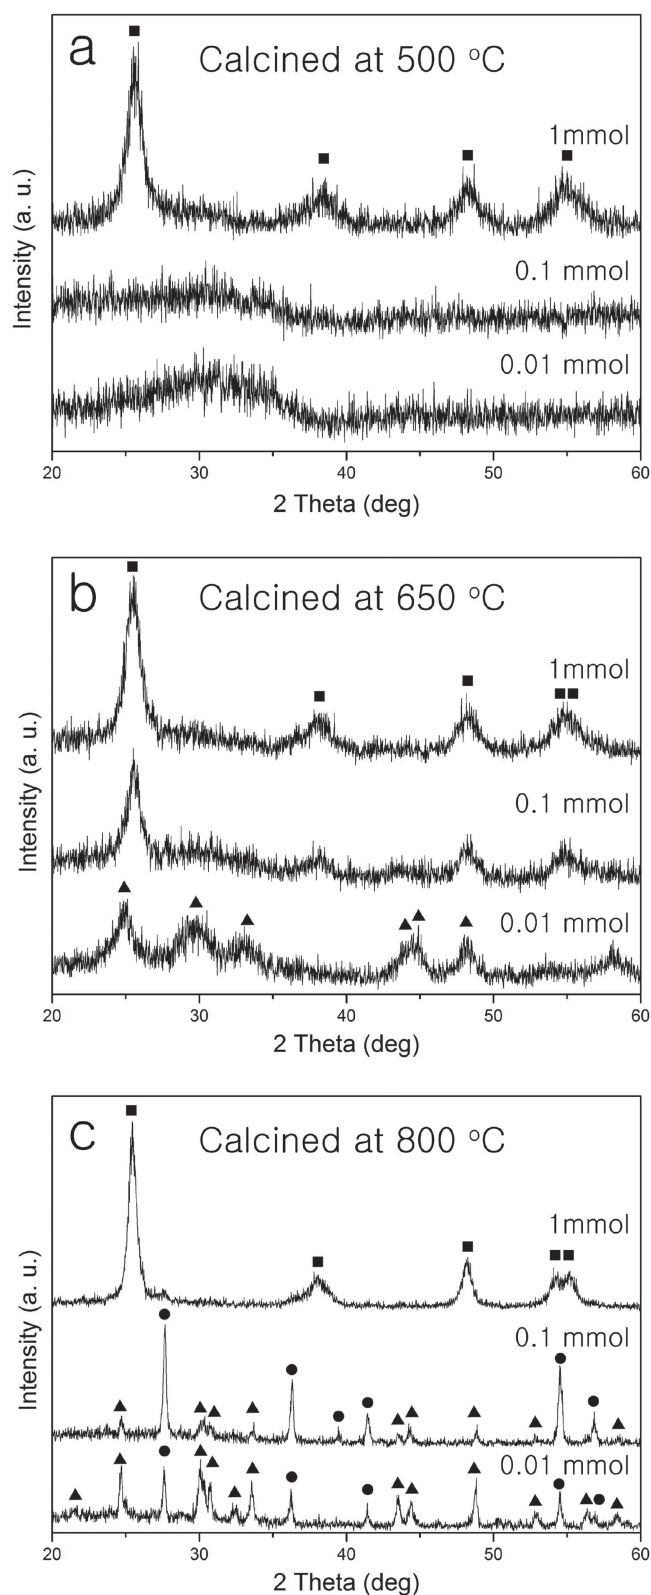 a
Calcined at 500 °C
1mmol
0.1 mmol
0.01 mmol
Intensity (a. u.)
20 30 40 50 60
2 Theta (deg)
b
Calcined at 650 °C
1mmol
0.1 mmol
0.01 mmol
Intensity (a. u.)
20 30 40 50 60
2 Theta (deg)
c
Calcined at 800 °C
1mmol
0.1 mmol
0.01 mmol
Intensity (a. u.)
20 30 40 50 60
2 Theta (deg)